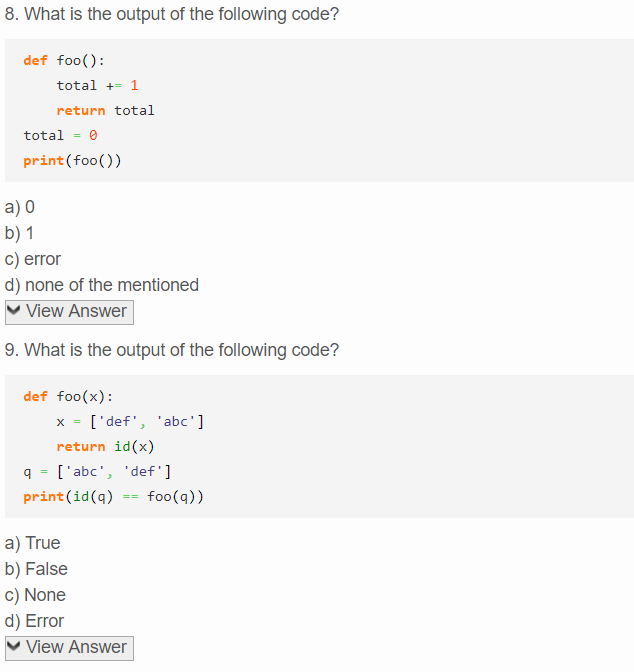 8. What is the output of the following code?
def foo():
    total += 1
    return total
total = 0
print(foo())
a) 0
b) 1
c) error
d) none of the mentioned
View Answer
9. What is the output of the following code?
def foo(x):
    x = ['def', 'abc']
    return id(x)
q = ['abc', 'def']
print(id(q) == foo(q))
a) True
b) False
c) None
d) Error
View Answer